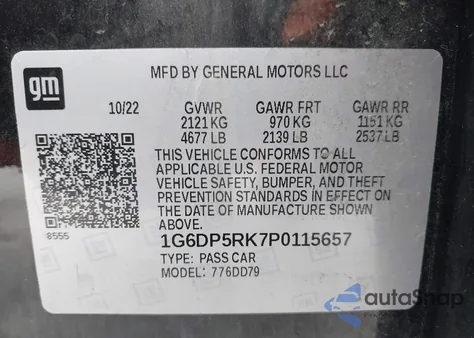 gm
MFD BY GENERAL MOTORS LLC
10/22 GVWR GAWR FRT GAWR RR
2121 KG 970 KG 1151 KG
4677 LB 2139 LB 2537 LB
THIS VEHICLE CONFORMS TO ALL
APPLICABLE U.S. FEDERAL MOTOR
VEHICLE SAFETY, BUMPER, AND THEFT
PREVENTION STANDARDS IN EFFECT ON
THE DATE OF MANUFACTURE SHOWN
ABOVE.
8555
1G6DP5RK7P0115657
TYPE: PASS CAR
MODEL: 776DD79
autoSnap